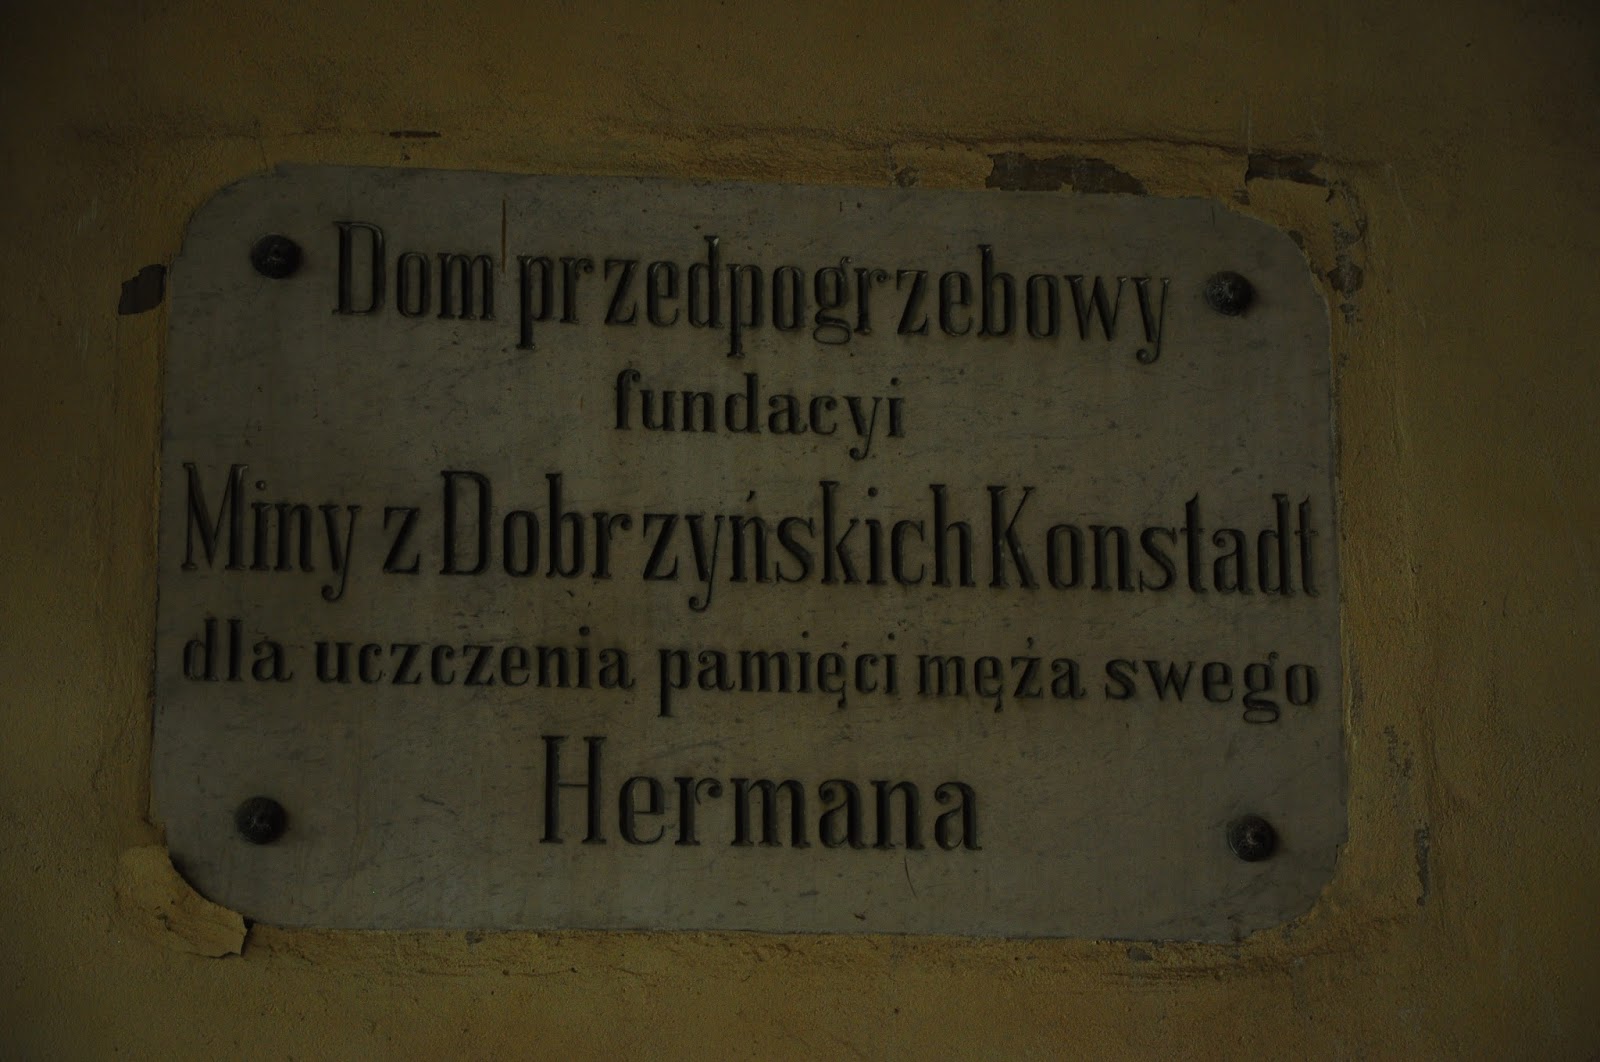 Dom przedpogrzebowy
fundacyi
Miny z Dobrzyńskich Konstadt
dla uczczenia pamięci męża swego
Hermana